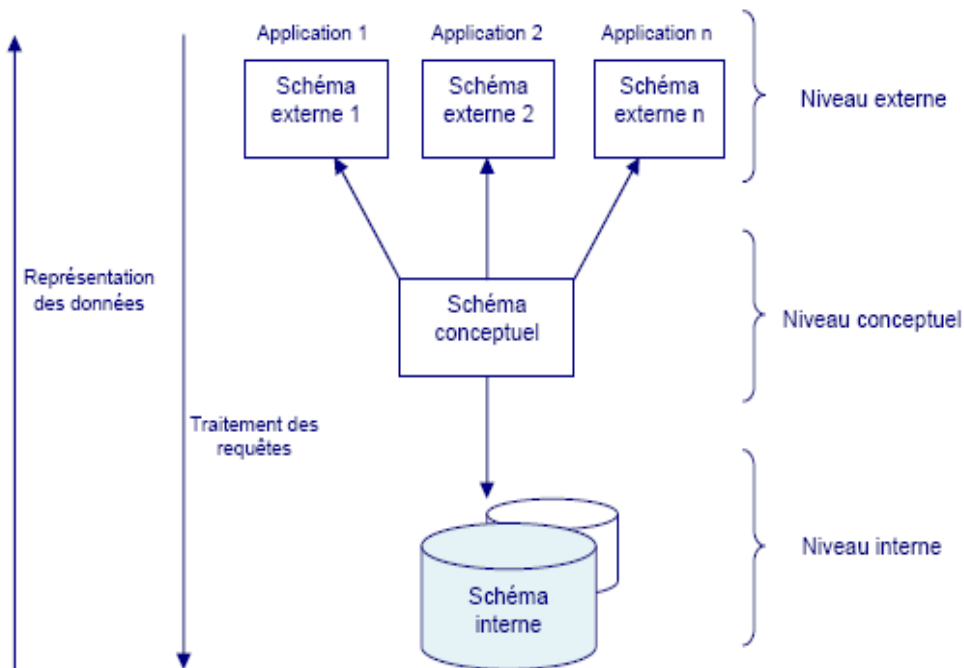 Application 1
Application 2
Application n
Schéma
externe 1
Schéma
externe 2
Schéma
externe n
Niveau externe
Représentation
des données
Schéma
conceptuel
Niveau conceptuel
Traitement des
requêtes
Schéma
interne
Niveau interne